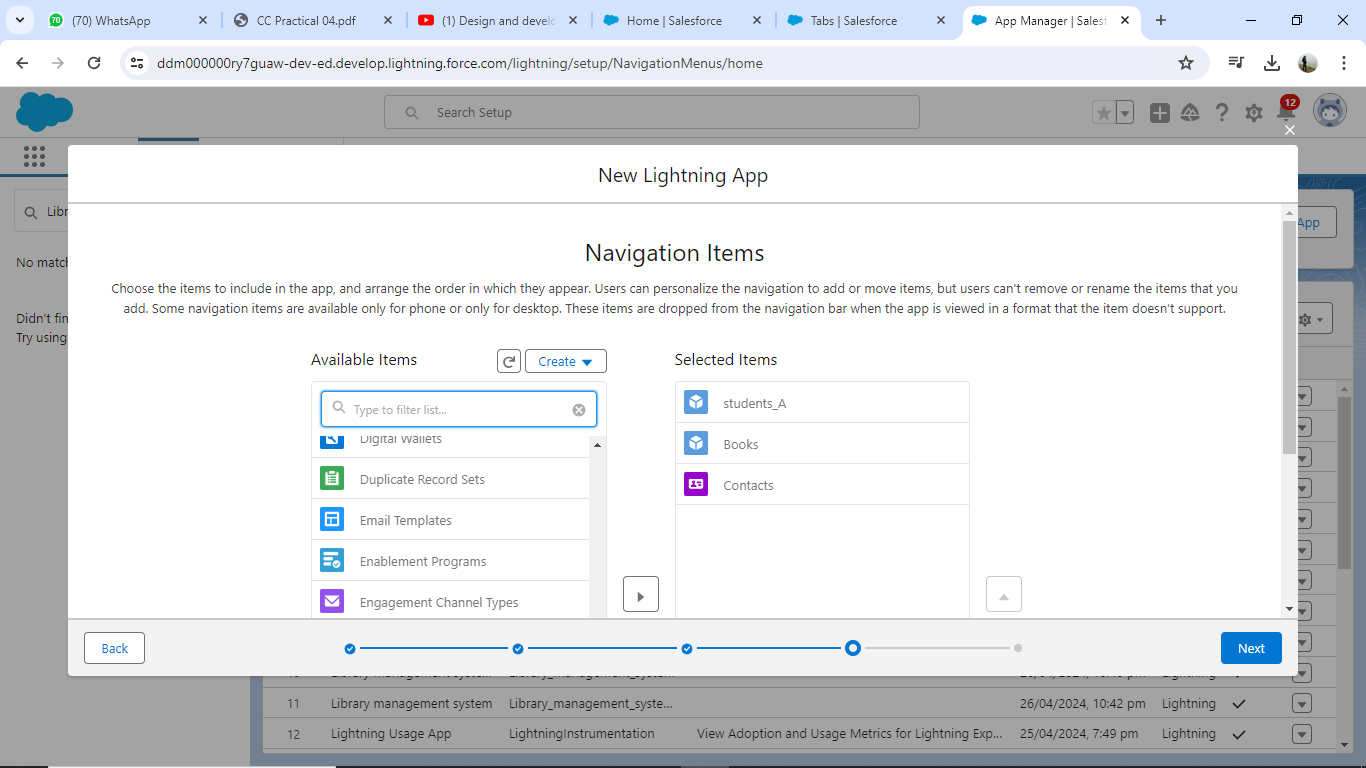 (70) WhatsApp
CC Practical 04.pdf
(1) Design and develo
Home | Salesforce
Tabs | Salesforce
App Manager | Salesf
ddm000000ry7guaw-dev-ed.develop.lightning.force.com/lightning/setup/NavigationMenus/home
Search Setup
12
New Lightning App
Libr
App
No match
Didn't fin
Try using
Navigation Items
Choose the items to include in the app, and arrange the order in which they appear. Users can personalize the navigation to add or move items, but users can't remove or rename the items that you
add. Some navigation items are available only for phone or only for desktop. These items are dropped from the navigation bar when the app is viewed in a format that the item doesn't support.
Available Items
Create
Selected Items
Type to filter list...
Digital Wallets
Duplicate Record Sets
Email Templates
Enablement Programs
Engagement Channel Types
students_A
Books
Contacts
Back
Next
11 Library management system Library_management_syste... 26/04/2024, 10:42 pm Lightning
12 Lightning Usage App LightningInstrumentation View Adoption and Usage Metrics for Lightning Exp... 25/04/2024, 7:49 pm Lightning